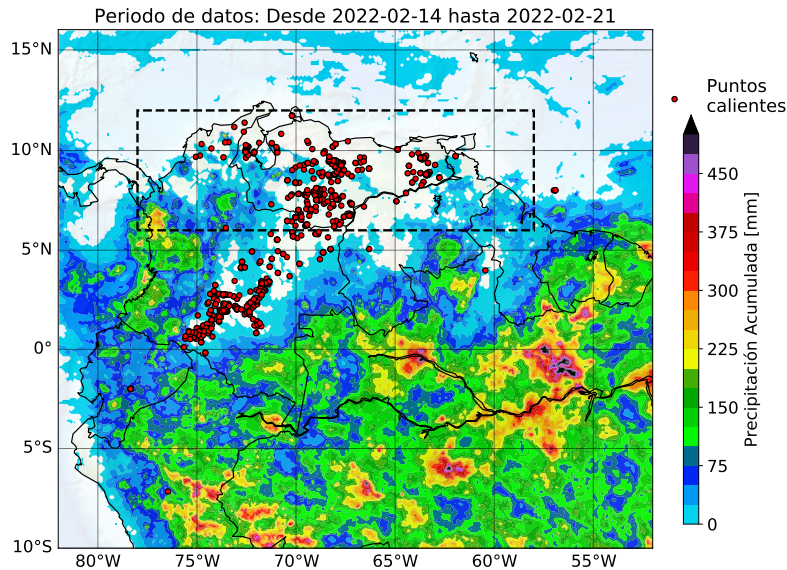 Periodo de datos: Desde 2022-02-14 hasta 2022-02-21
15°N
10°N
5°N
0°
5°S
10°S
80°W
75°W
70°W
65°W
60°W
55°W
Puntos
calientes
450
375
300
225
150
75
0
Precipitación Acumulada [mm]